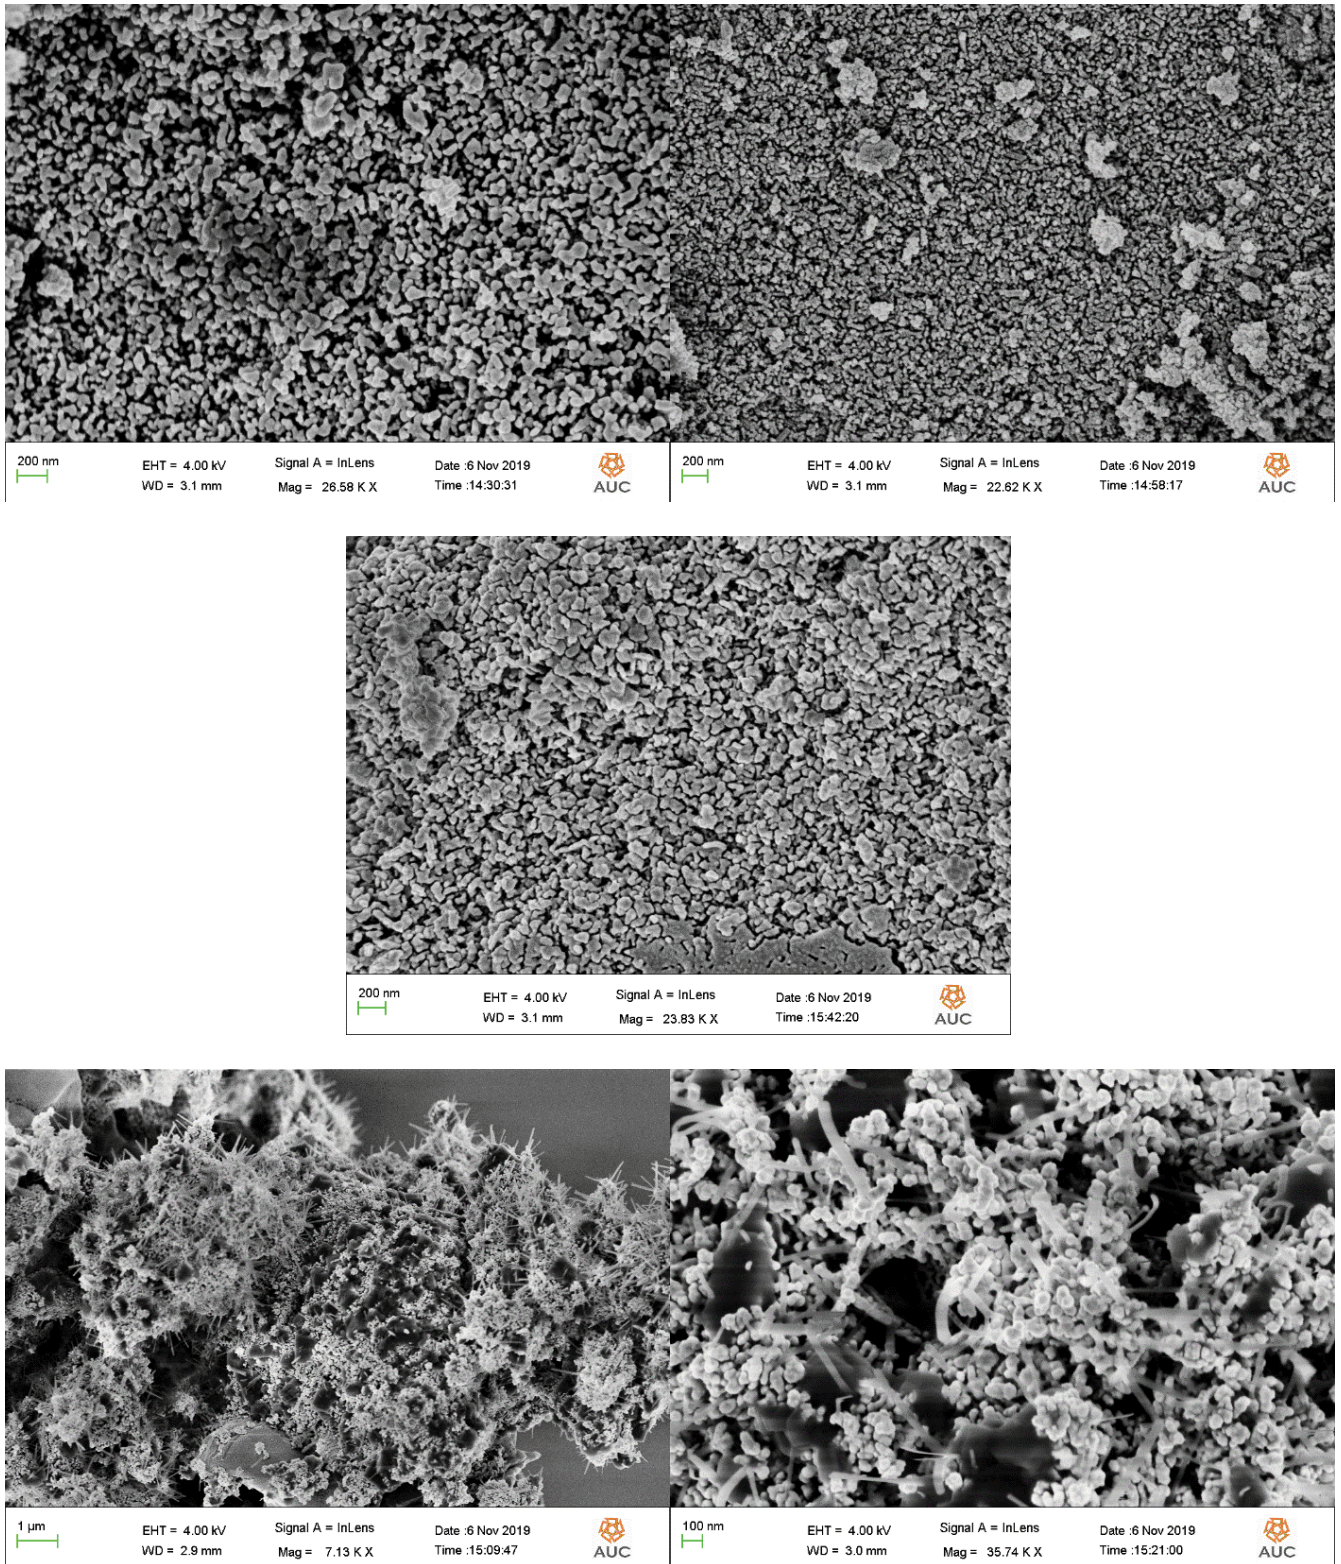 200 nm
EHT = 4.00 kV
Signal A = InLens
Date :6 Nov 2019
WD = 3.1 mm
Mag = 26.58 K X
Time :14:30:31
AUC
200 nm
EHT = 4.00 kV
Signal A = InLens
Date :6 Nov 2019
WD = 3.1 mm
Mag = 22.62 K X
Time :14:58:17
AUC
200 nm
EHT = 4.00 kV
Signal A = InLens
Date :6 Nov 2019
WD = 3.1 mm
Mag = 23.83 K X
Time :15:42:20
AUC
1 µm
EHT = 4.00 kV
Signal A = InLens
Date :6 Nov 2019
WD = 2.9 mm
Mag = 7.13 K X
Time :15:09:47
AUC
100 nm
EHT = 4.00 kV
Signal A = InLens
Date :6 Nov 2019
WD = 3.0 mm
Mag = 35.74 K X
Time :15:21:00
AUC